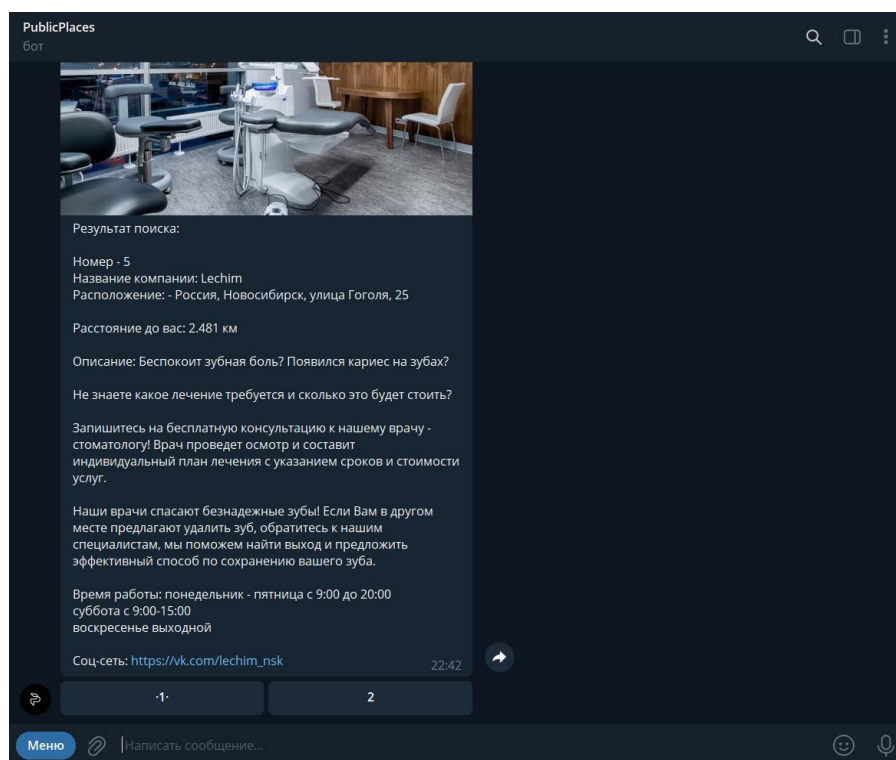 PublicPlaces
бот
Результат поиска:
Номер - 5
Название компании: Lechim
Расположение: - Россия, Новосибирск, улица Гоголя, 25
Расстояние до вас: 2.481 км
Описание: Беспокоит зубная боль? Появился кариес на зубах?
Не знаете какое лечение требуется и сколько это будет стоить?
Запишитесь на бесплатную консультацию к нашему врачу -
стоматологу! Врач проведет осмотр и составит
индивидуальный план лечения с указанием сроков и стоимости
услуг.
Наши врачи спасают безнадежные зубы! Если Вам в другом
месте предлагают удалить зуб, обратитесь к нашим
специалистам, мы поможем найти выход и предложить
эффективный способ по сохранению вашего зуба.
Время работы: понедельник - пятница с 9:00 до 20:00
суббота с 9:00-15:00
воскресенье выходной
Соц-сеть: https://vk.com/lechim_nsk
22:42
·1·
2
Меню
Написать сообщение...